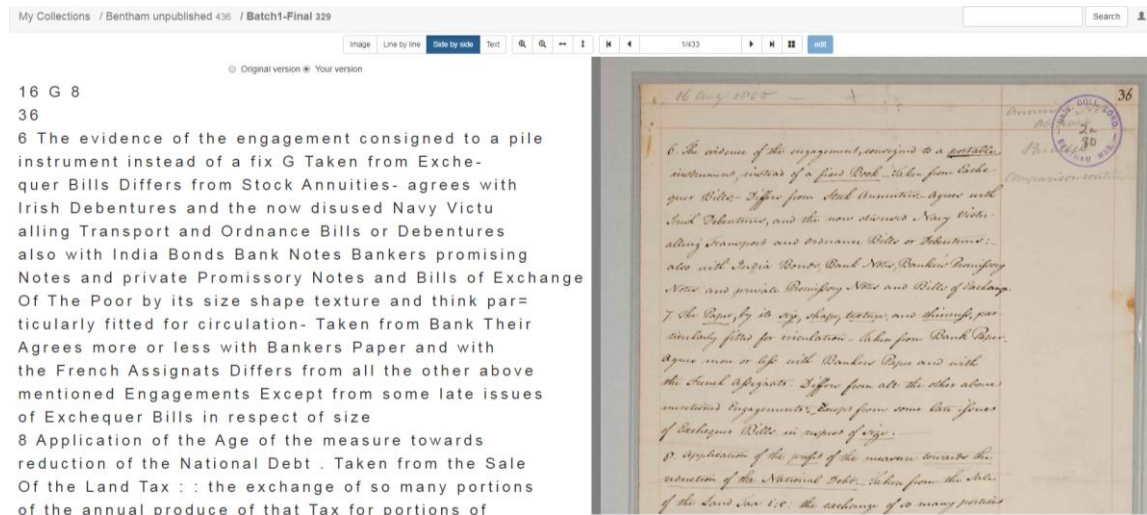 My Collections / Bentham unpublished 436 / Batch1-Final 329
Search
Image Line by line Side by side Text 1/433 edit
Original version Your version
16 G 8
36
6 The evidence of the engagement consigned to a pile
instrument instead of a fix G Taken from Exche-
quer Bills Differs from Stock Annuities- agrees with
Irish Debentures and the now disused Navy Victu
alling Transport and Ordnance Bills or Debentures
also with India Bonds Bank Notes Bankers promising
Notes and private Promissory Notes and Bills of Exchange
Of The Poor by its size shape texture and think par=
ticularly fitted for circulation- Taken from Bank Their
Agrees more or less with Bankers Paper and with
the French Assignats Differs from all the other above
mentioned Engagements Except from some late issues
of Exchequer Bills in respect of size
8 Application of the Age of the measure towards
reduction of the National Debt . Taken from the Sale
Of the Land Tax : : the exchange of so many portions
of the annual produce of that Tax for portions of
16 Aug 1800
36
UNIV. COLL. LOND.
BENTHAM MSS.
80
Comparison continued
6. The evidence of the engagement, consigned to a portable
instrument, instead of a fixed Book. Taken from Exche-
quer Bills. Differs from Stock Annuities. Agrees with
Irish Debentures, and the now disused Navy Victu-
alling Transport and Ordnance Bills or Debentures:
also with India Bonds, Bank Notes, Bankers Promissory
Notes and private Promissory Notes and Bills of Exchange.
7. The Paper, by its size, shape, texture, and thinness, par-
ticularly fitted for circulation. Taken from Bank Paper.
Agrees more or less with Bankers Paper and with
the French Assignats. Differs from all the other above
mentioned Engagements: Except from some late issues
of Exchequer Bills in respect of size.
8. Application of the profit of the measure towards the
reduction of the National Debt. Taken from the Sale
of the Land Tax i:e: the exchange of so many portions